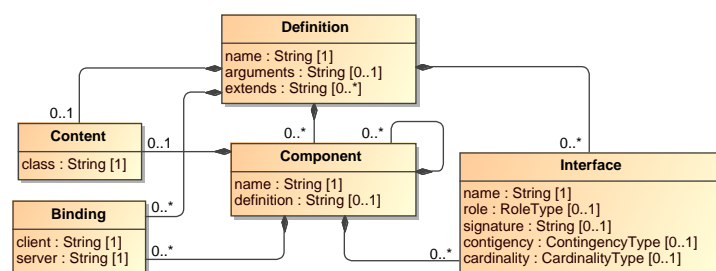 Definition
name : String [1]
arguments : String [0..1]
extends : String [0..*]
0..1
0..*
0..*
0..*
Content
class : String [1]
0..1
Component
name : String [1]
definition : String [0..1]
Interface
name : String [1]
role : RoleType [0..1]
signature : String [0..1]
contigency : ContingencyType [0..1]
cardinality : CardinalityType [0..1]
Binding
client : String [1]
server : String [1]
0..*
0..*
0..*